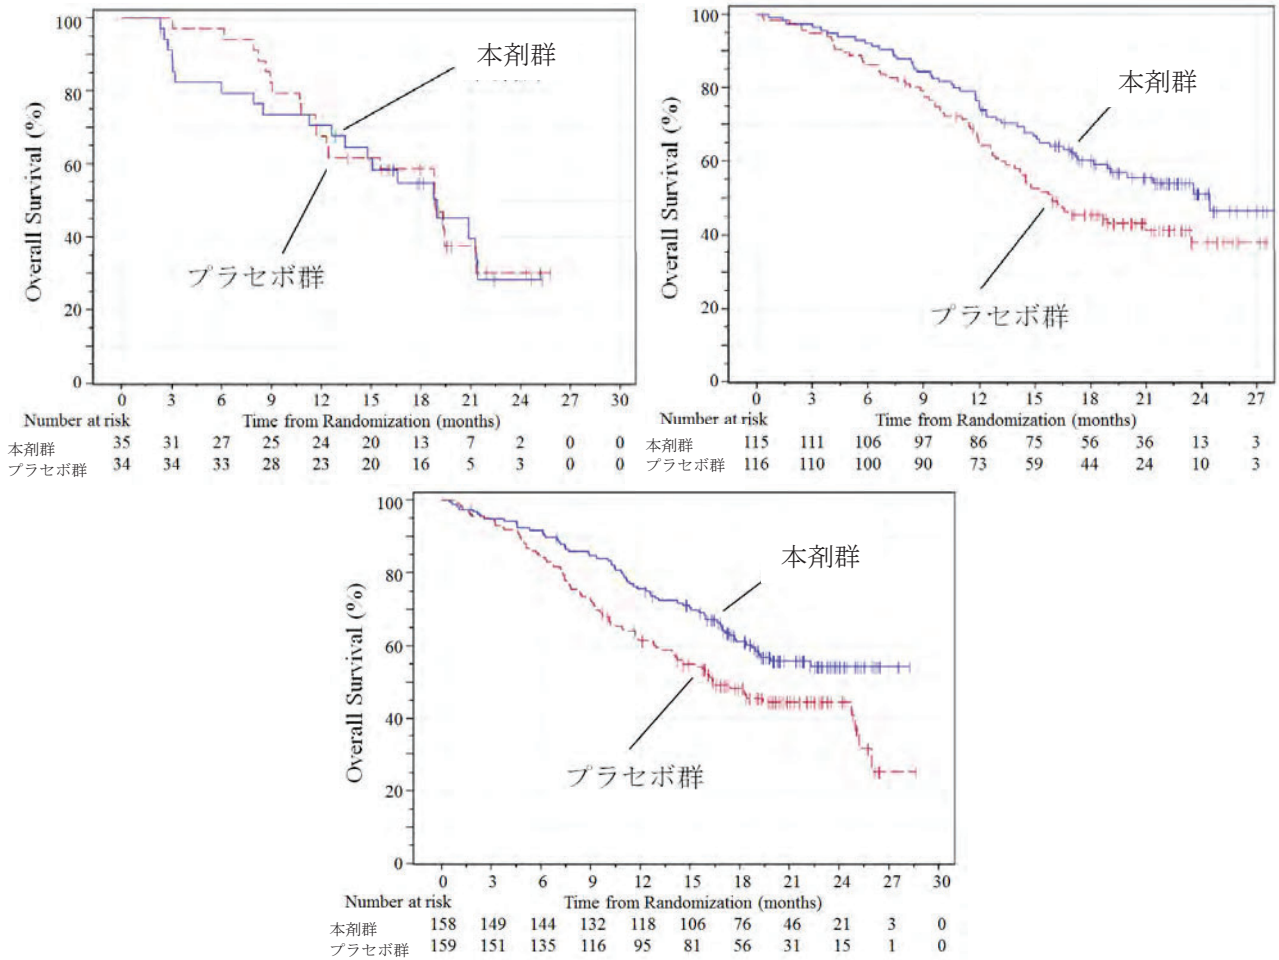 Overall Survival (%)
100
80
60
40
20
0
本剤群
プラセボ群
0 3 6 9 12 15 18 21 24 27 30
Number at risk Time from Randomization (months)
本剤群 35 31 27 25 24 20 13 7 2 0 0
プラセボ群 34 34 33 28 23 20 16 5 3 0 0
Overall Survival (%)
100
80
60
40
20
0
本剤群
プラセボ群
0 3 6 9 12 15 18 21 24 27
Number at risk Time from Randomization (months)
本剤群 115 111 106 97 86 75 56 36 13 3
プラセボ群 116 110 100 90 73 59 44 24 10 3
Overall Survival (%)
100
80
60
40
20
0
本剤群
プラセボ群
0 3 6 9 12 15 18 21 24 27 30
Number at risk Time from Randomization (months)
本剤群 158 149 144 132 118 106 76 46 21 3 0
プラセボ群 159 151 135 116 95 81 56 31 15 1 0